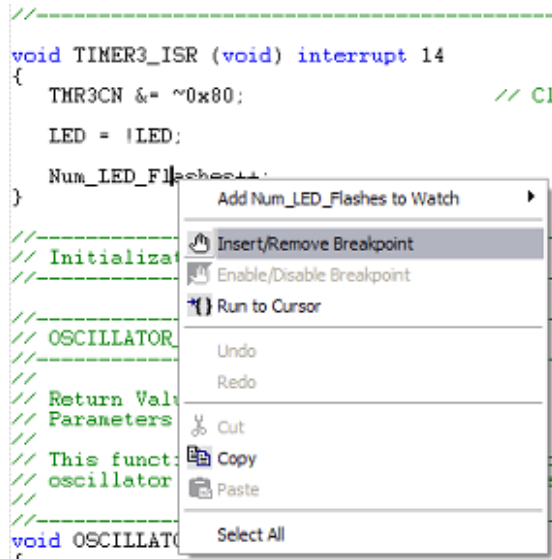 //------------------------------------------------
void TIMER3_ISR (void) interrupt 14
{
TMR3CN &= ~0x80; // Cl
LED = !LED;
Num_LED_Flashes++;
}
//----------
// Initializat
//----------
//----------
// OSCILLATOR_
//----------
//
// Return Valu
// Parameters
//
// This funct
// oscillator
//
//----------
void OSCILLATO
{
Add Num_LED_Flashes to Watch
Insert/Remove Breakpoint
Enable/Disable Breakpoint
Run to Cursor
Undo
Redo
Cut
Copy
Paste
Select All